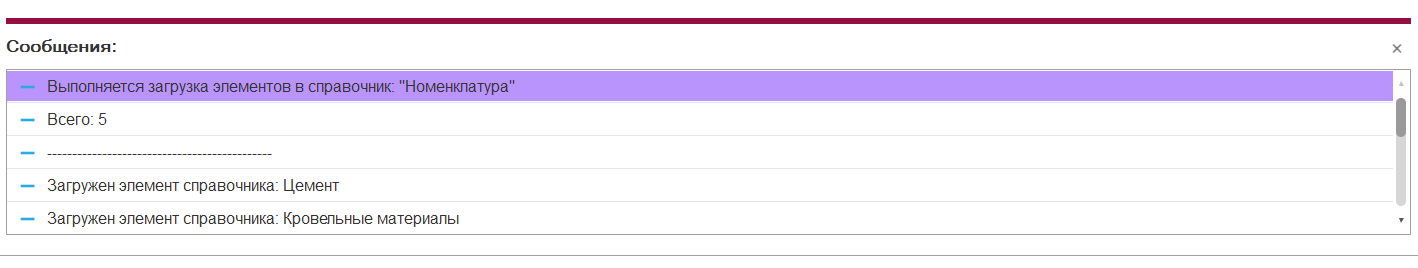 Сообщения:
Выполняется загрузка элементов в справочник: "Номенклатура"
Всего: 5
---------------------------------------------
Загружен элемент справочника: Цемент
Загружен элемент справочника: Кровельные материалы